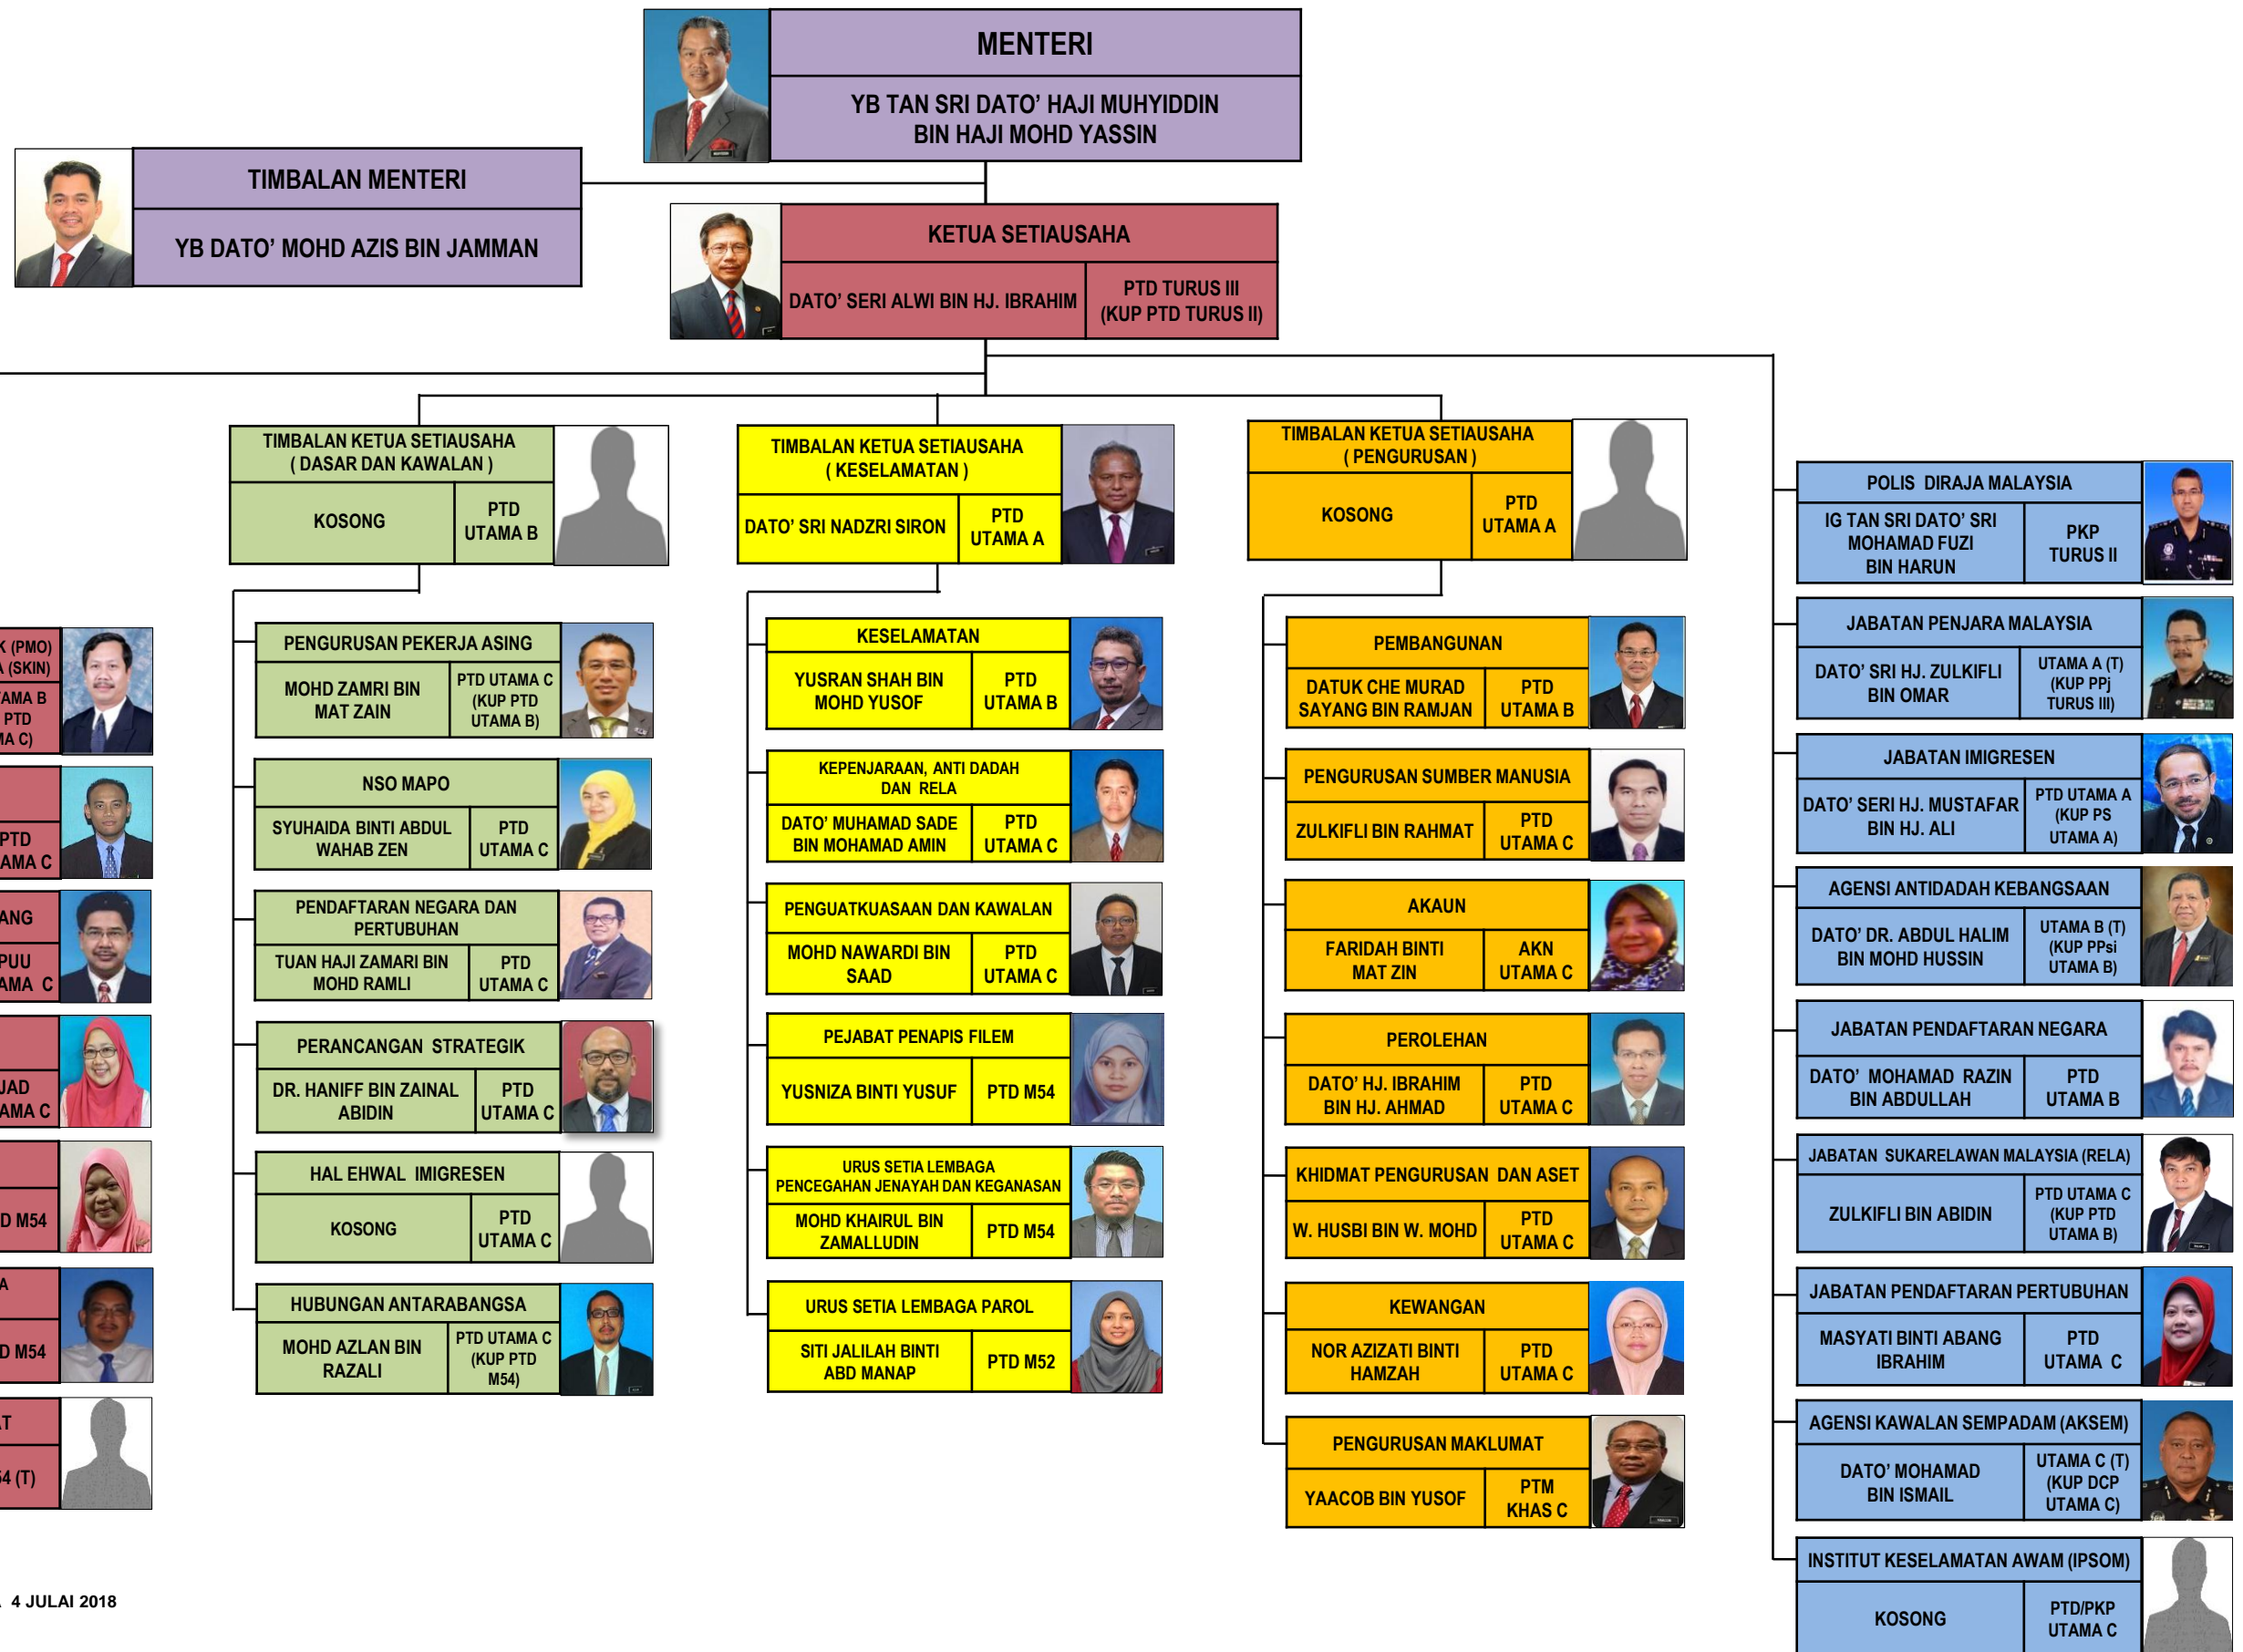 MENTERI
YB TAN SRI DATO' HAJI MUHYIDDIN
BIN HAJI MOHD YASSIN
TIMBALAN MENTERI
YB DATO' MOHD AZIS BIN JAMMAN
KETUA SETIAUSAHA
DATO' SERI ALWI BIN HJ. IBRAHIM
PTD TURUS III
(KUP PTD TURUS II)
K (PMO)
A (SKIN)
AMA B
PTD
MA C)
PTD
AMA C
ANG
PUU
AMA C
JAD
AMA C
D M54
A
D M54
AT
54 (T)
TIMBALAN KETUA SETIAUSAHA
( DASAR DAN KAWALAN )
KOSONG
PTD
UTAMA B
PENGURUSAN PEKERJA ASING
MOHD ZAMRI BIN
MAT ZAIN
PTD UTAMA C
(KUP PTD
UTAMA B)
NSO MAPO
SYUHAIDA BINTI ABDUL
WAHAB ZEN
PTD
UTAMA C
PENDAFTARAN NEGARA DAN
PERTUBUHAN
TUAN HAJI ZAMARI BIN
MOHD RAMLI
PTD
UTAMA C
PERANCANGAN STRATEGIK
DR. HANIFF BIN ZAINAL
ABIDIN
PTD
UTAMA C
HAL EHWAL IMIGRESEN
KOSONG
PTD
UTAMA C
HUBUNGAN ANTARABANGSA
MOHD AZLAN BIN
RAZALI
PTD UTAMA C
(KUP PTD
M54)
TIMBALAN KETUA SETIAUSAHA
( KESELAMATAN )
DATO' SRI NADZRI SIRON
PTD
UTAMA A
KESELAMATAN
YUSRAN SHAH BIN
MOHD YUSOF
PTD
UTAMA B
KEPENJARAAN, ANTI DADAH
DAN RELA
DATO' MUHAMAD SADE
BIN MOHAMAD AMIN
PTD
UTAMA C
PENGUATKUASAAN DAN KAWALAN
MOHD NAWARDI BIN
SAAD
PTD
UTAMA C
PEJABAT PENAPIS FILEM
YUSNIZA BINTI YUSUF
PTD M54
URUS SETIA LEMBAGA
PENCEGAHAN JENAYAH DAN KEGANASAN
MOHD KHAIRUL BIN
ZAMALLUDIN
PTD M54
URUS SETIA LEMBAGA PAROL
SITI JALILAH BINTI
ABD MANAP
PTD M52
TIMBALAN KETUA SETIAUSAHA
( PENGURUSAN )
KOSONG
PTD
UTAMA A
PEMBANGUNAN
DATUK CHE MURAD
SAYANG BIN RAMJAN
PTD
UTAMA B
PENGURUSAN SUMBER MANUSIA
ZULKIFLI BIN RAHMAT
PTD
UTAMA C
AKAUN
FARIDAH BINTI
MAT ZIN
AKN
UTAMA C
PEROLEHAN
DATO' HJ. IBRAHIM
BIN HJ. AHMAD
PTD
UTAMA C
KHIDMAT PENGURUSAN DAN ASET
W. HUSBI BIN W. MOHD
PTD
UTAMA C
KEWANGAN
NOR AZIZATI BINTI
HAMZAH
PTD
UTAMA C
PENGURUSAN MAKLUMAT
YAACOB BIN YUSOF
PTM
KHAS C
POLIS DIRAJA MALAYSIA
IG TAN SRI DATO' SRI
MOHAMAD FUZI
BIN HARUN
PKP
TURUS II
JABATAN PENJARA MALAYSIA
DATO' SRI HJ. ZULKIFLI
BIN OMAR
UTAMA A (T)
(KUP PPj
TURUS III)
JABATAN IMIGRESEN
DATO' SERI HJ. MUSTAFAR
BIN HJ. ALI
PTD UTAMA A
(KUP PS
UTAMA A)
AGENSI ANTIDADAH KEBANGSAAN
DATO' DR. ABDUL HALIM
BIN MOHD HUSSIN
UTAMA B (T)
(KUP PPsi
UTAMA B)
JABATAN PENDAFTARAN NEGARA
DATO' MOHAMAD RAZIN
BIN ABDULLAH
PTD
UTAMA B
JABATAN SUKARELAWAN MALAYSIA (RELA)
ZULKIFLI BIN ABIDIN
PTD UTAMA C
(KUP PTD
UTAMA B)
JABATAN PENDAFTARAN PERTUBUHAN
MASYATI BINTI ABANG
IBRAHIM
PTD
UTAMA C
AGENSI KAWALAN SEMPADAM (AKSEM)
DATO' MOHAMAD
BIN ISMAIL
UTAMA C (T)
(KUP DCP
UTAMA C)
INSTITUT KESELAMATAN AWAM (IPSOM)
KOSONG
PTD/PKP
UTAMA C
4 JULAI 2018